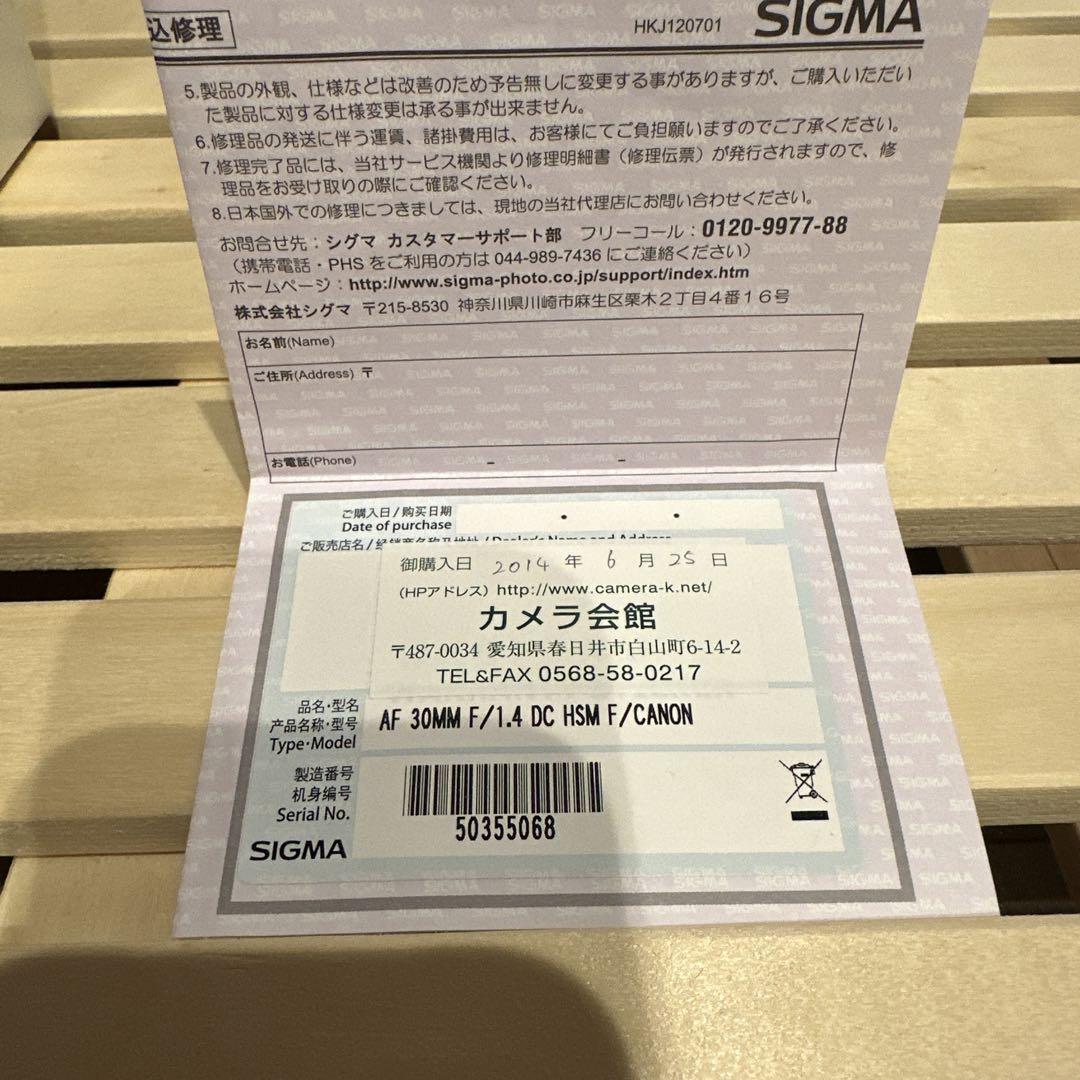 込修理
HKJ120701
SIGMA
5.製品の外観、仕様などは改善のため予告無しに変更する事がありますが、ご購入いただい
た製品に対する仕様変更は承る事が出来ません。
6.修理品の発送に伴う運賃、諸掛費用は、お客様にてご負担願いますのでご了承ください。
7.修理完了品には、当社サービス機関より修理明細書（修理伝票）が発行されますので、修
理品をお受け取りの際にご確認ください。
8.日本国外での修理につきましては、現地の当社代理店にお問い合わせください。
お問合せ先：シグマ カスタマーサポート部 フリーコール：0120-9977-88
（携帯電話・PHS をご利用の方は 044-989-7436 にご連絡ください）
ホームページ：http://www.sigma-photo.co.jp/support/index.htm
株式会社シグマ 〒215-8530 神奈川県川崎市麻生区栗木２丁目４番１６号
お名前(Name)
ご住所(Address) 〒
お電話(Phone) – –
ご購入日/购买日期
Date of purchase
ご販売店名/经销商名称及地址/Dealer's Name and Address
御購入日 2014 年 6 月 25 日
(HPアドレス) http://www.camera-k.net/
カメラ会館
〒487-0034 愛知県春日井市白山町6-14-2
TEL&FAX 0568-58-0217
品名・型名
产品名称・型号
Type・Model
AF 30MM F/1.4 DC HSM F/CANON
製造番号
机身编号
Serial No.
50355068
SIGMA